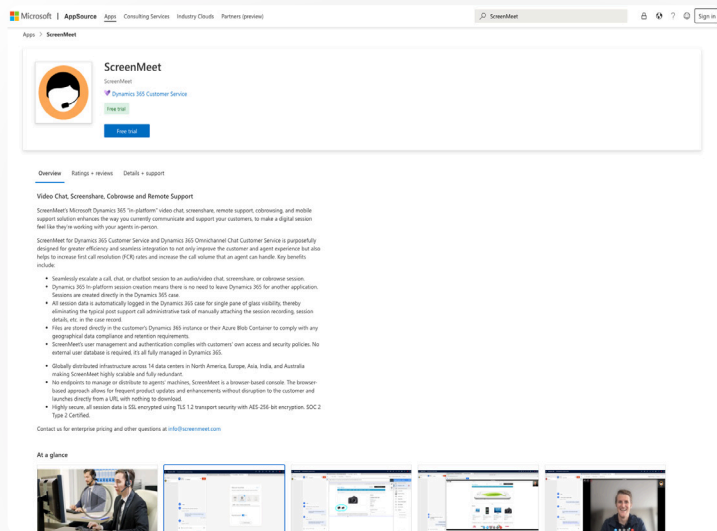 Microsoft | AppSource Apps Consulting Services Industry Clouds Partners (preview) ScreenMeet ? Sign in
Apps > ScreenMeet
ScreenMeet
ScreenMeet
Dynamics 365 Customer Service
Free trial
Free trial
Overview Ratings + reviews Details + support
Video Chat, Screenshare, Cobrowse and Remote Support
ScreenMeet's Microsoft Dynamics 365 "in-platform" video chat, screenshare, remote support, cobrowsing, and mobile
support solution enhances the way you currently communicate and support your customers, to make a digital session
feel like they're working with your agents in-person.
ScreenMeet for Dynamics 365 Customer Service and Dynamics 365 Omnichannel Chat Customer Service is purposefully
designed for greater efficiency and seamless integration to not only improve the customer and agent experience but also
helps to increase first call resolution (FCR) rates and increase the call volume that an agent can handle. Key benefits
include:
• Seamlessly escalate a call, chat, or chatbot session to an audio/video chat, screenshare, or cobrowse session.
• Dynamics 365 In-platform session creation means there is no need to leave Dynamics 365 for another application.
Sessions are created directly in the Dynamics 365 case.
• All session data is automatically logged in the Dynamics 365 case for single pane of glass visibility, thereby
eliminating the typical post support call administrative task of manually attaching the session recording, session
details, etc. in the case record.
• Files are stored directly in the customer's Dynamics 365 instance or their Azure Blob Container to comply with any
geographical data compliance and retention requirements.
• ScreenMeet's user management and authentication complies with customers' own access and security policies. No
external user database is required, it's all fully managed in Dynamics 365.
• Globally distributed infrastructure across 14 data centers in North America, Europe, Asia, India, and Australia
making ScreenMeet highly scalable and fully redundant.
• No endpoints to manage or distribute to agents' machines, ScreenMeet is a browser-based console. The browser-
based approach allows for frequent product updates and enhancements without disruption to the customer and
launches directly from a URL with nothing to download.
• Highly secure, all session data is SSL encrypted using TLS 1.2 transport security with AES-256-bit encryption. SOC 2
Type 2 Certified.
Contact us for enterprise pricing and other questions at info@screenmeet.com
At a glance